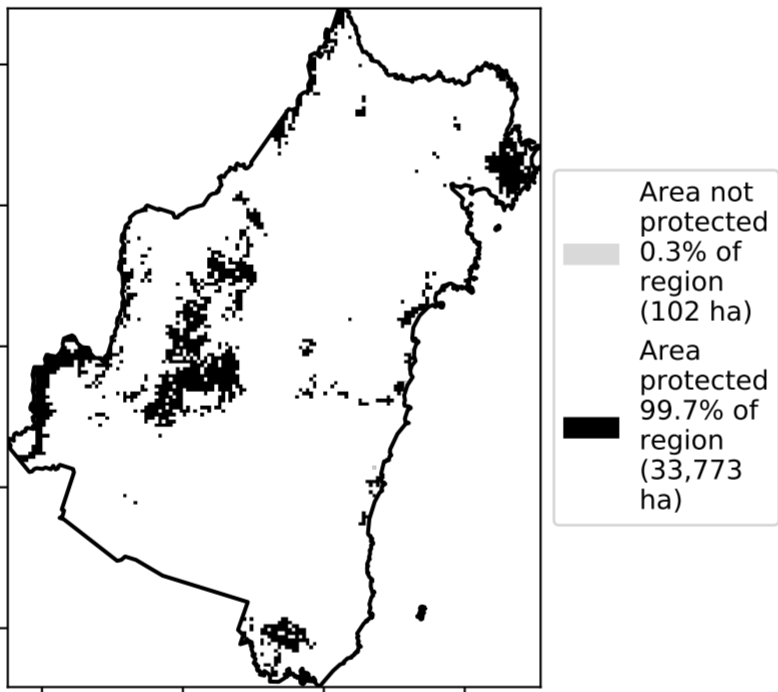 Area not
protected
0.3% of
region
(102 ha)
Area
protected
99.7% of
region
(33,773
ha)